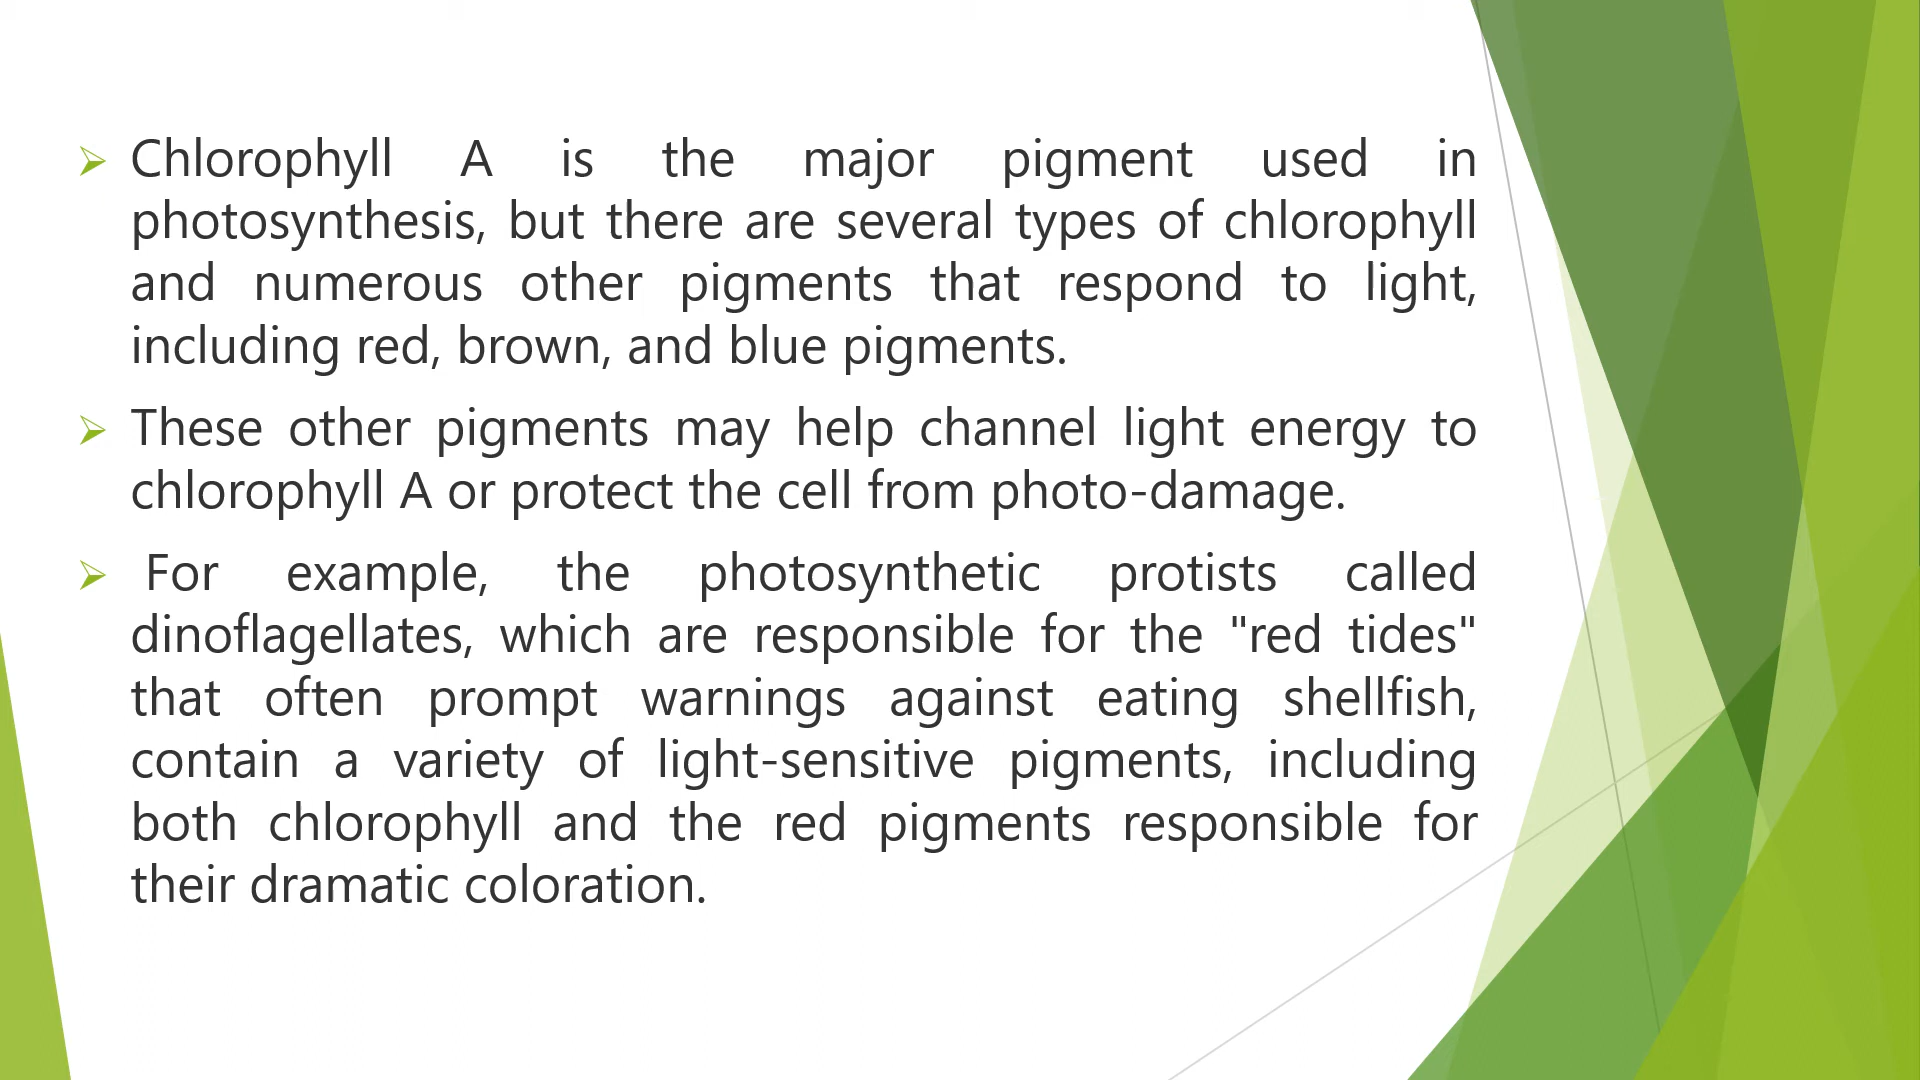 Chlorophyll A is the major pigment used in
photosynthesis, but there are several types of chlorophyll
and numerous other pigments that respond to light,
including red, brown, and blue pigments.
These other pigments may help channel light energy to
chlorophyll A or protect the cell from photo-damage.
For example, the photosynthetic protists called
dinoflagellates, which are responsible for the "red tides"
that often prompt warnings against eating shellfish,
contain a variety of light-sensitive pigments, including
both chlorophyll and the red pigments responsible for
their dramatic coloration.